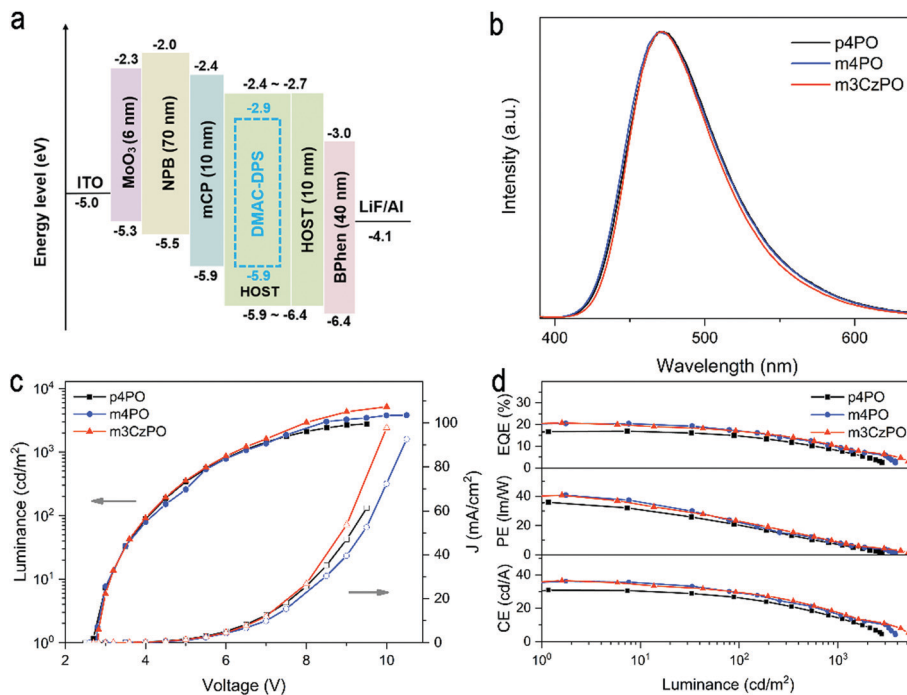 a
Energy level (eV)
ITO
-5.0
-2.3
MoO3 (6 nm)
-5.3
-2.0
NPB (70 nm)
-5.5
-2.4
mCP (10 nm)
-5.9
-2.4 ~ -2.7
-2.9
DMAC-DPS
-5.9
HOST
HOST (10 nm)
-5.9 ~ -6.4
-3.0
BPhen (40 nm)
-6.4
LiF/Al
-4.1
b
Intensity (a.u.)
p4PO
m4PO
m3CzPO
400 500 600
Wavelength (nm)
c
Luminance (cd/m2)
10^4
10^3
10^2
10^1
10^0
p4PO
m4PO
m3CzPO
100
80
60
40
20
0
J (mA/cm2)
2 4 6 8 10
Voltage (V)
d
p4PO
m4PO
m3CzPO
EQE (%)
30
20
10
0
PE (lm/W)
40
20
0
CE (cd/A)
60
40
20
0
10^0 10^1 10^2 10^3
Luminance (cd/m2)